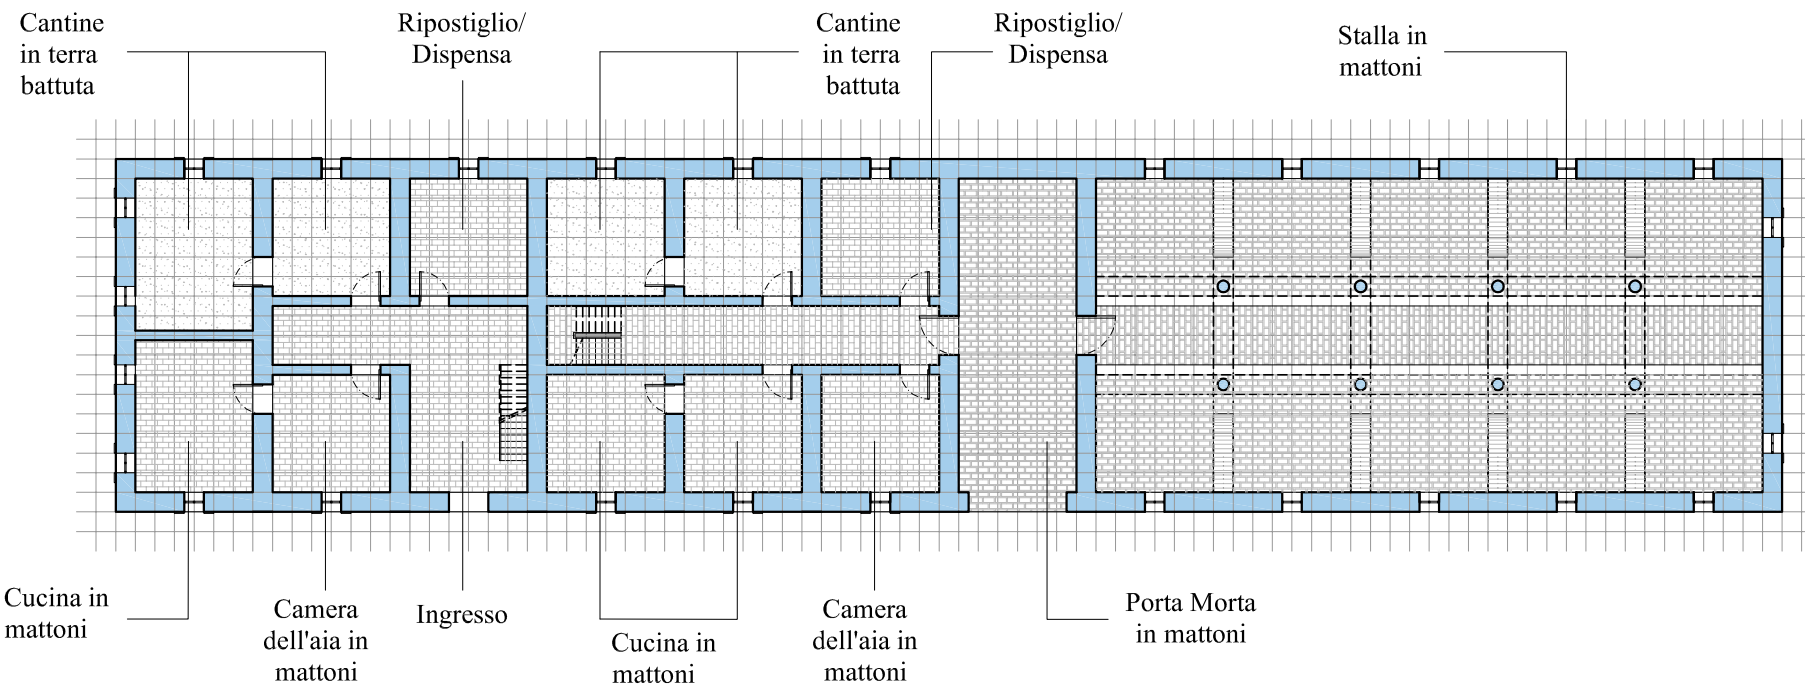 Cantine
in terra
battuta
Ripostiglio/
Dispensa
Cantine
in terra
battuta
Ripostiglio/
Dispensa
Stalla in
mattoni
Cucina in
mattoni
Camera
dell'aia in
mattoni
Ingresso
Cucina in
mattoni
Camera
dell'aia in
mattoni
Porta Morta
in mattoni